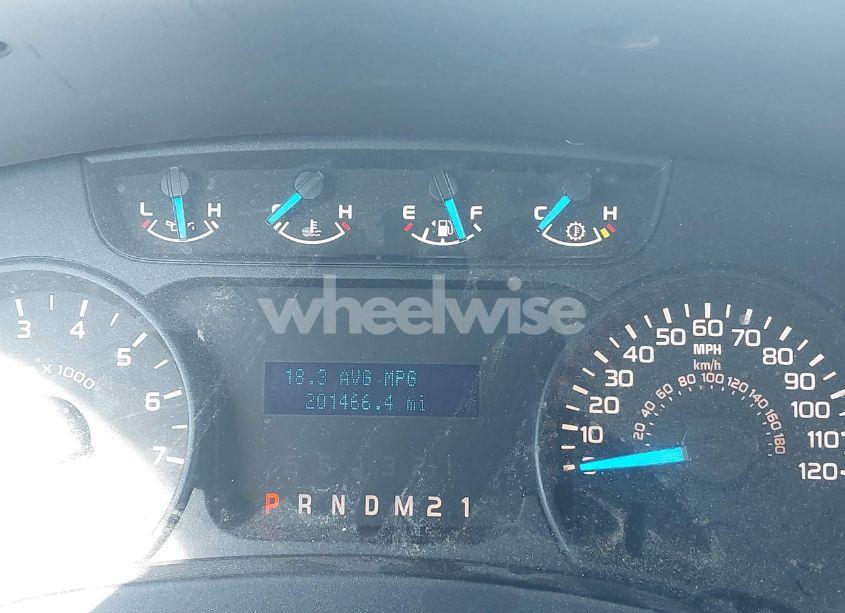 L H C H E F C H
wheelwise
3 4 5 6 7
x 1000
18.3 AVG MPG
201466.4 mi
P R N D M 2 1
0 10 20 30 40 50 60 70 80 90 100 110 120
MPH
km/h
20 40 60 80 100 120 140 160 180